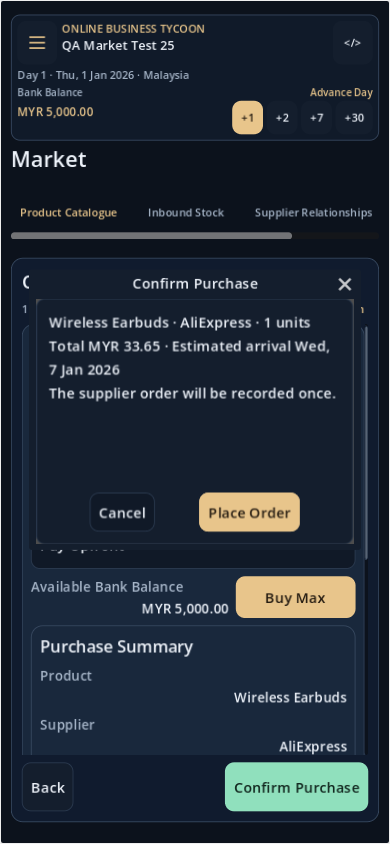 ONLINE BUSINESS TYCOON
QA Market Test 25
</>
Day 1 · Thu, 1 Jan 2026 · Malaysia
Bank Balance
Advance Day
MYR 5,000.00
+1 +2 +7 +30
Market
Product Catalogue Inbound Stock Supplier Relationships
Confirm Purchase
Wireless Earbuds · AliExpress · 1 units
Total MYR 33.65 · Estimated arrival Wed,
7 Jan 2026
The supplier order will be recorded once.
Cancel Place Order
Available Bank Balance
MYR 5,000.00
Buy Max
Purchase Summary
Product
Wireless Earbuds
Supplier
AliExpress
Back Confirm Purchase